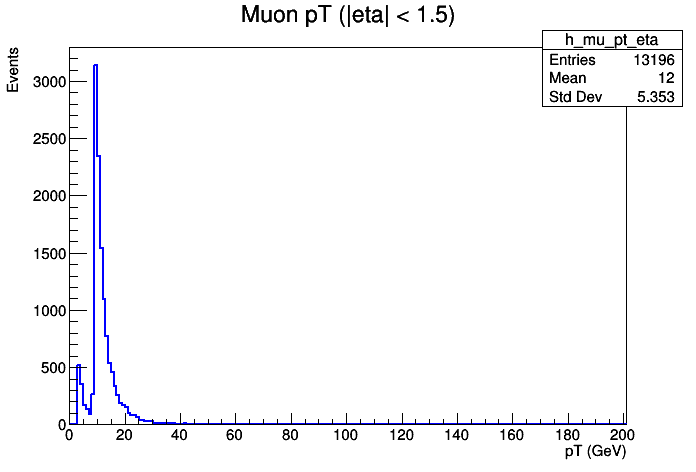 Muon pT (|eta| < 1.5)
h_mu_pt_eta
Entries 13196
Mean 12
Std Dev 5.353
Events
3000
2500
2000
1500
1000
500
0
0 20 40 60 80 100 120 140 160 180 200
pT (GeV)